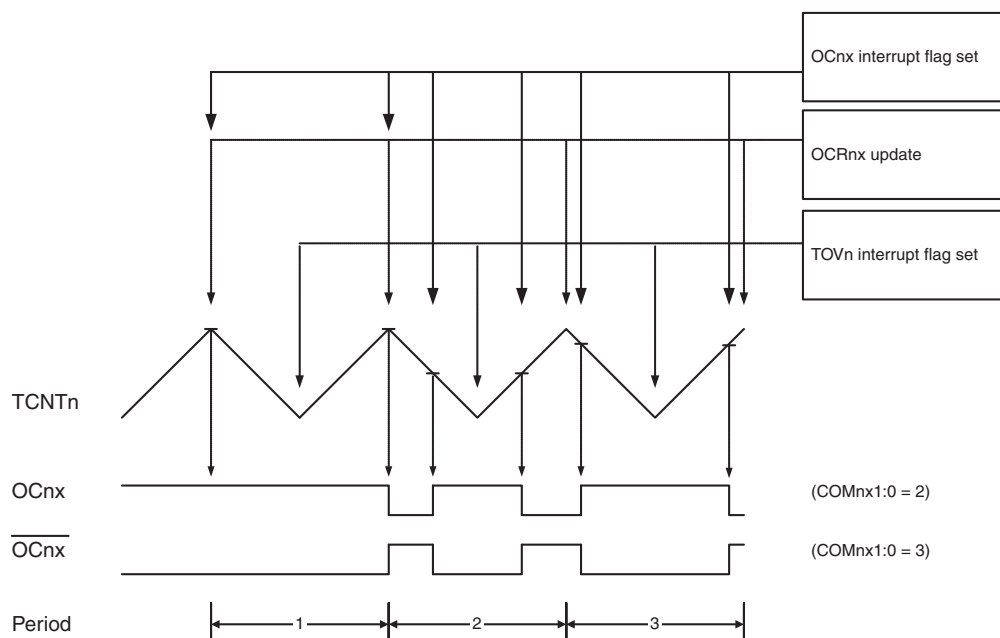 OCnx interrupt flag set
OCRnx update
TOVn interrupt flag set
TCNTn
OCnx
(COMnx1:0 = 2)
OCnx
(COMnx1:0 = 3)
Period
1
2
3